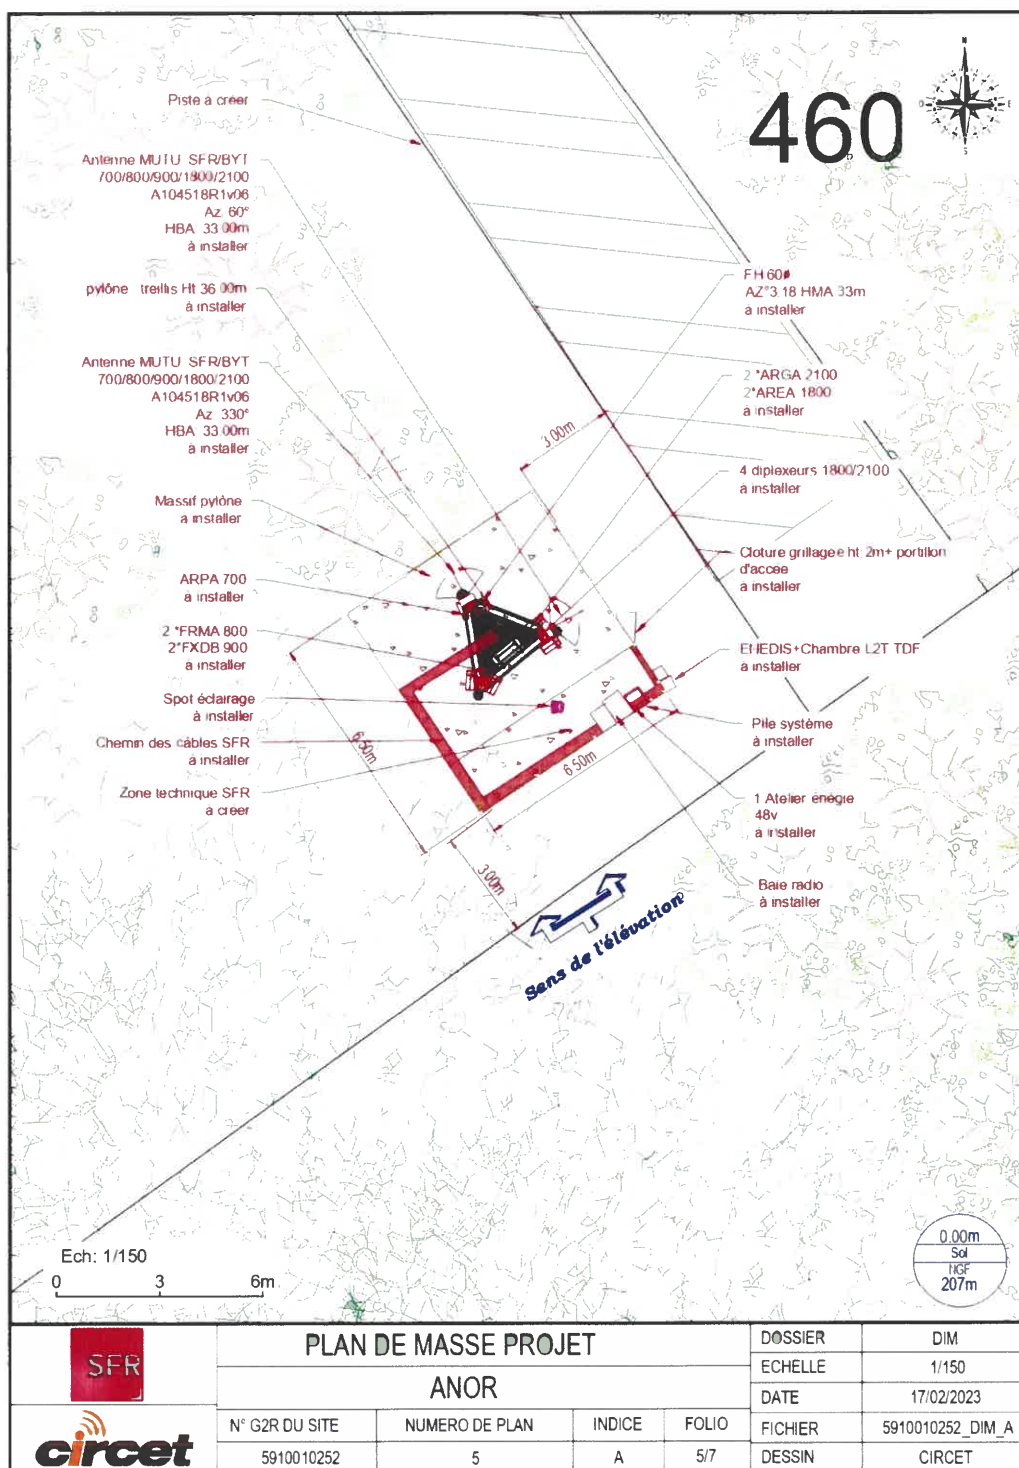 460
N
Piste à créer
Antenne MUTU SFR/BYT
700/800/900/1800/2100
A104518R1v06
Az 60°
HBA 33 00m
à installer
pylône treillis Ht 36 00m
à installer
Antenne MUTU SFR/BYT
700/800/900/1800/2100
A104518R1v06
Az 330°
HBA 33 00m
à installer
Massif pylône
à installer
ARPA 700
à installer
2 *FRMA 800
2*FXDB 900
à installer
Spot éclairage
à installer
Chemin des câbles SFR
à installer
Zone technique SFR
à créer
FH 60
AZ°3 18 HMA 33m
à installer
2 *ARGA 2100
2*AREA 1800
à installer
4 diplexeurs 1800/2100
à installer
Cloture grillagee ht 2m+ portillon
d'accèe
à installer
ENEDIS+Chambre L2T TDF
à installer
Pile système
à installer
1 Atelier énégie
48v
à installer
Baie radio
à installer
3.00m
6.50m
6.50m
3.00m
Sens de l'élévation
Ech: 1/150
0 3 6m
0.00m
Sol
NGF
207m
SFR
circet
PLAN DE MASSE PROJET
ANOR
N° G2R DU SITE NUMERO DE PLAN INDICE FOLIO
5910010252 5 A 5/7
DOSSIER DIM
ECHELLE 1/150
DATE 17/02/2023
FICHIER 5910010252_DIM_A
DESSIN CIRCET